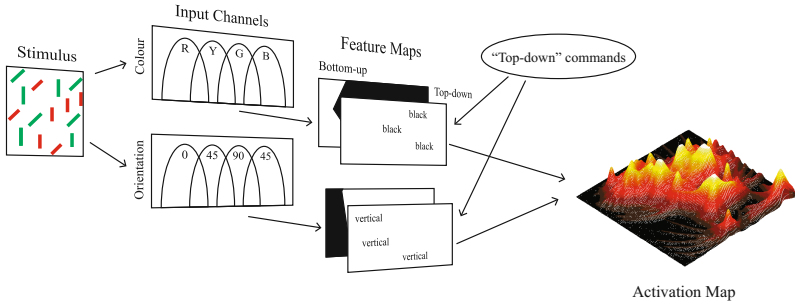 Stimulus
Input Channels
Colour
R Y G B
Orientation
0 45 90 45
Feature Maps
Bottom-up
Top-down
black
black
black
vertical
vertical
vertical
“Top-down” commands
Activation Map